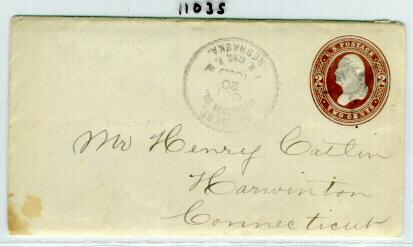 11035
U.S. POSTAGE
TWO CENTS
NEBRASKA.
20
Mr Henry Catlin
Harwinton
Connecticut